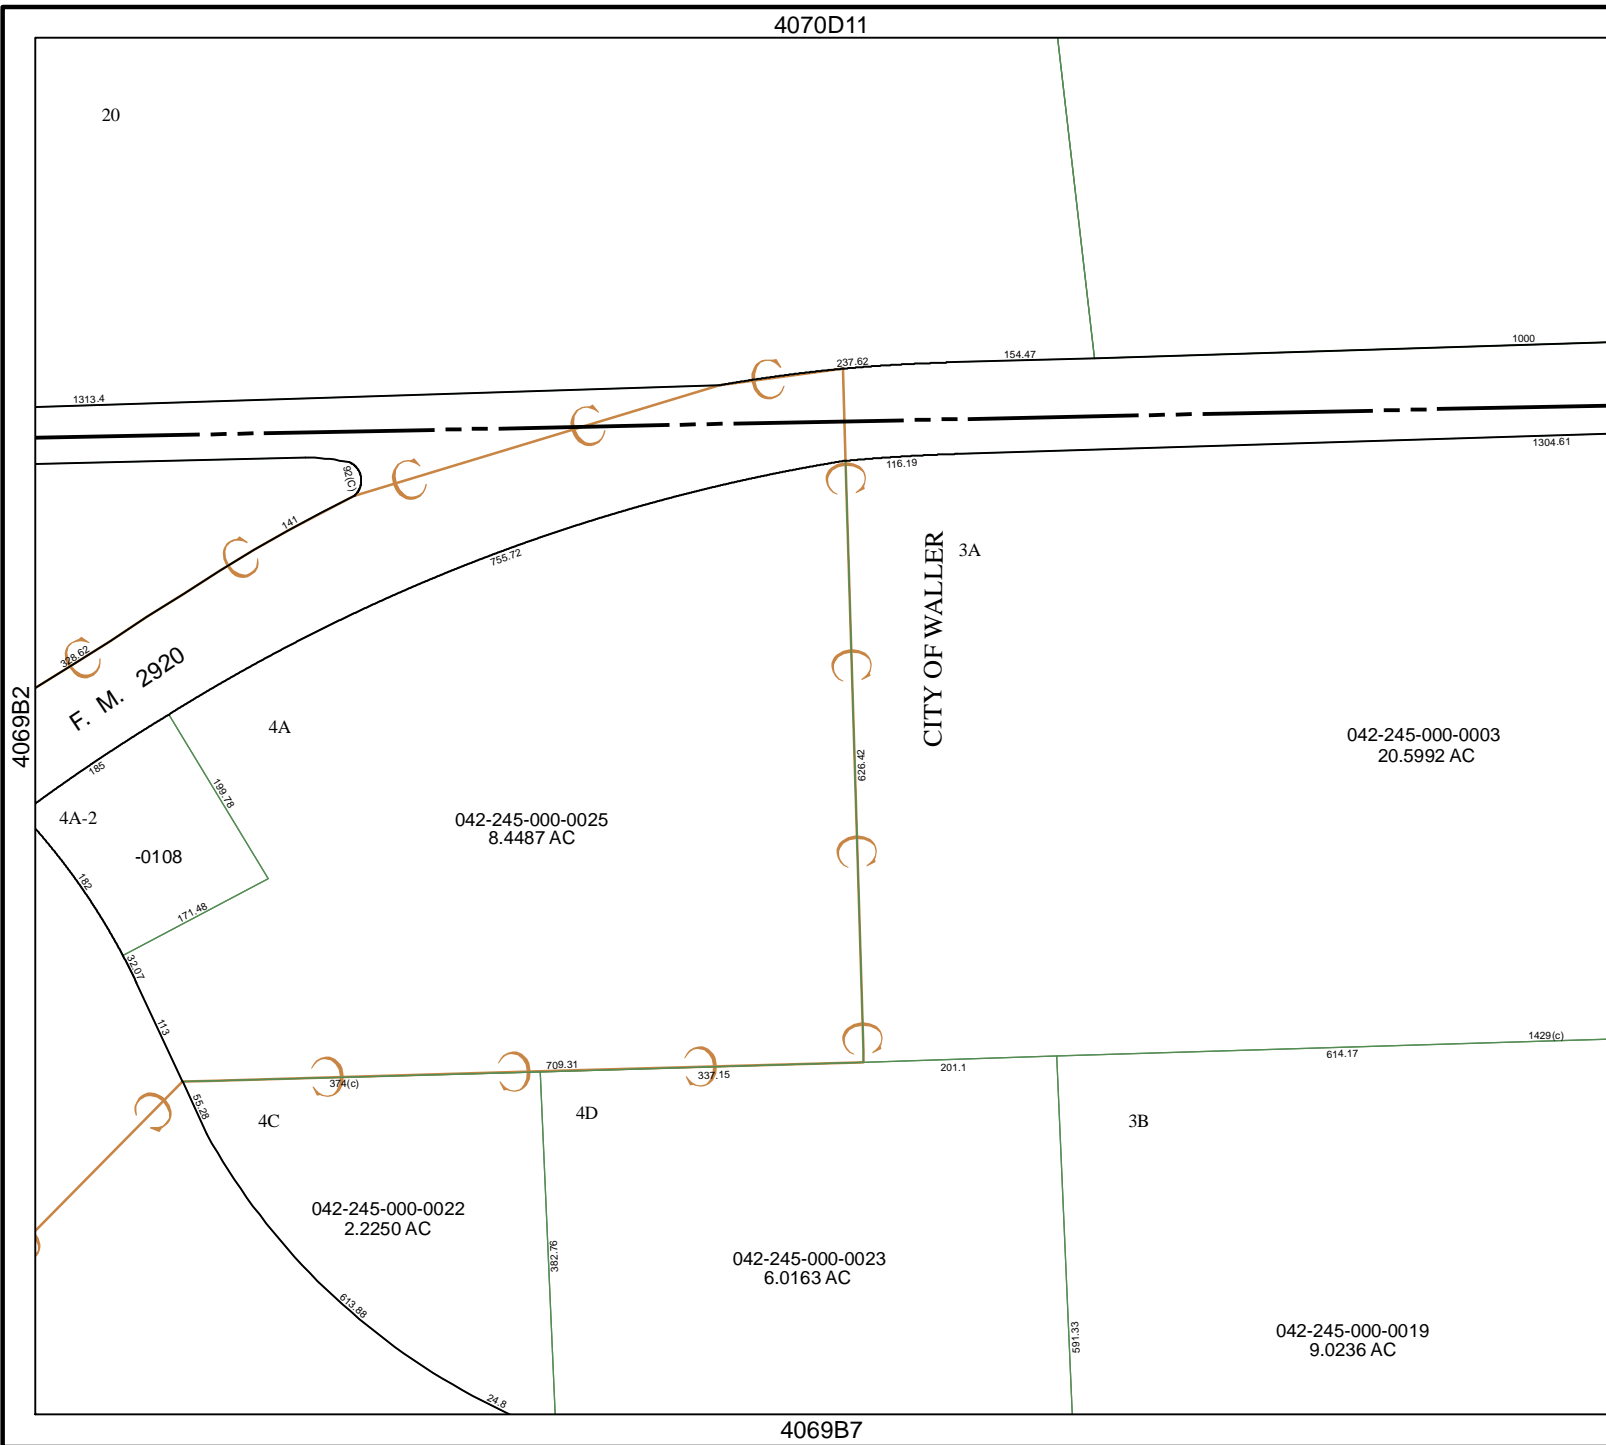 4070D11
20
237.62
154.47
1000
1313.4
1304.61
116.19
92(C)
141
755.72
3A
CITY OF WALLER
328.62
F. M. 2920
4069B2
4A
042-245-000-0003
20.5992 AC
626.42
185
199.78
4A-2
042-245-000-0025
8.4487 AC
-0108
182
171.48
32.07
113
1429(c)
614.17
709.31
201.1
337.15
374(c)
55.28
4C
4D
3B
042-245-000-0022
2.2250 AC
382.76
042-245-000-0023
6.0163 AC
613.88
591.33
042-245-000-0019
9.0236 AC
24.8
4069B7